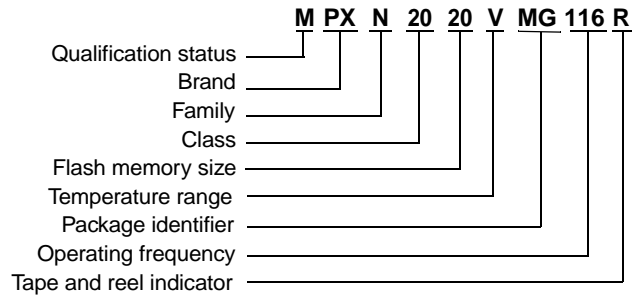 M PX N 20 20 V MG 116 R
Qualification status
Brand
Family
Class
Flash memory size
Temperature range
Package identifier
Operating frequency
Tape and reel indicator